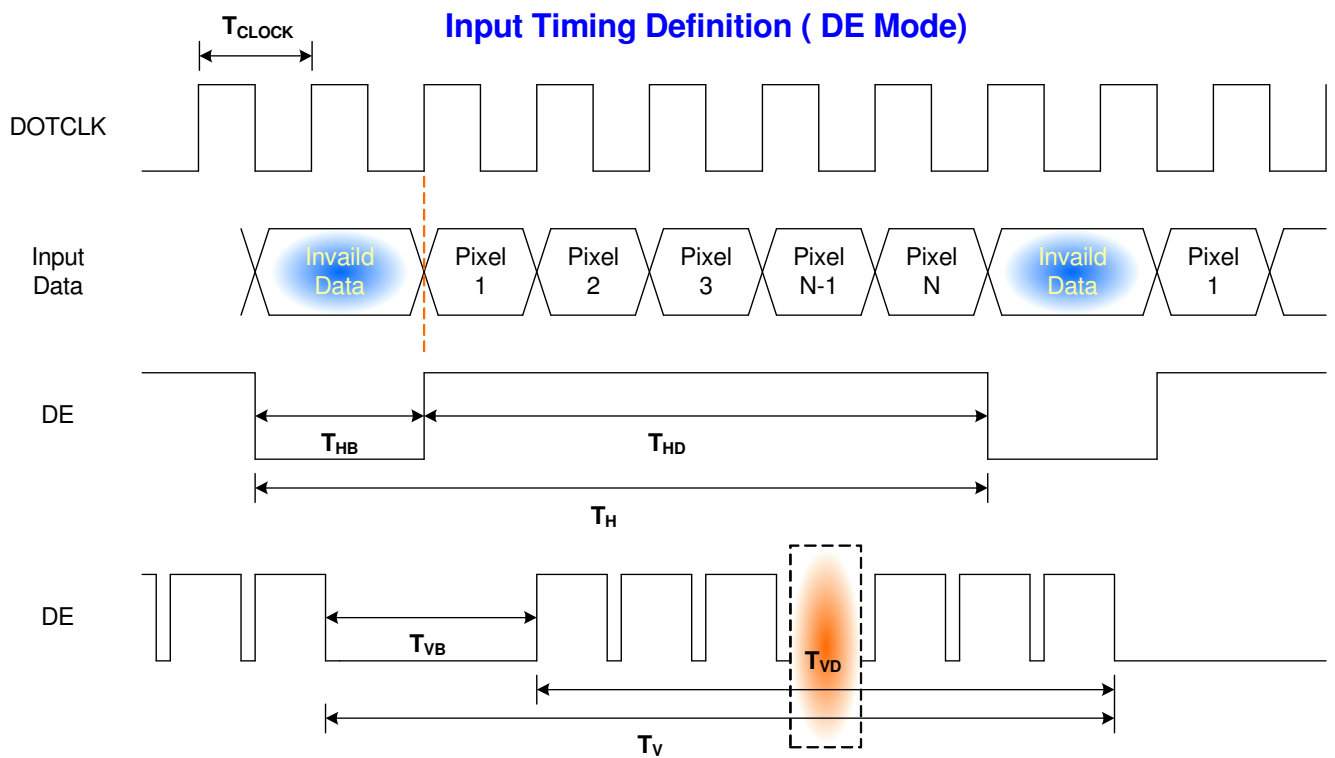 Input Timing Definition ( DE Mode)
TCLOCK
DOTCLK
Input
Data
Invaild
Data
Pixel
1
Pixel
2
Pixel
3
Pixel
N-1
Pixel
N
Invaild
Data
Pixel
1
DE
THB
THD
TH
DE
TVB
TVD
TV